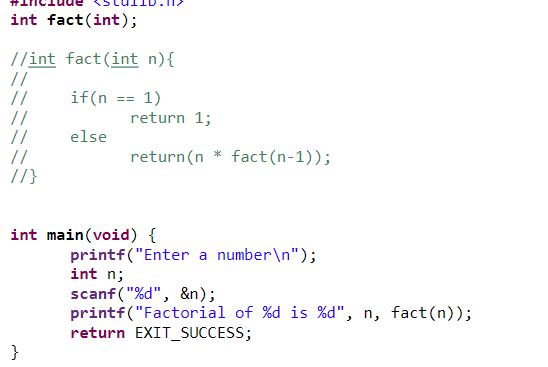 #include <stdlib.h>
int fact(int);
//int fact(int n){
//
//     if(n == 1)
//            return 1;
//     else
//            return(n * fact(n-1));
//}
int main(void) {
       printf("Enter a number\n");
       int n;
       scanf("%d", &n);
       printf("Factorial of %d is %d", n, fact(n));
       return EXIT_SUCCESS;
}